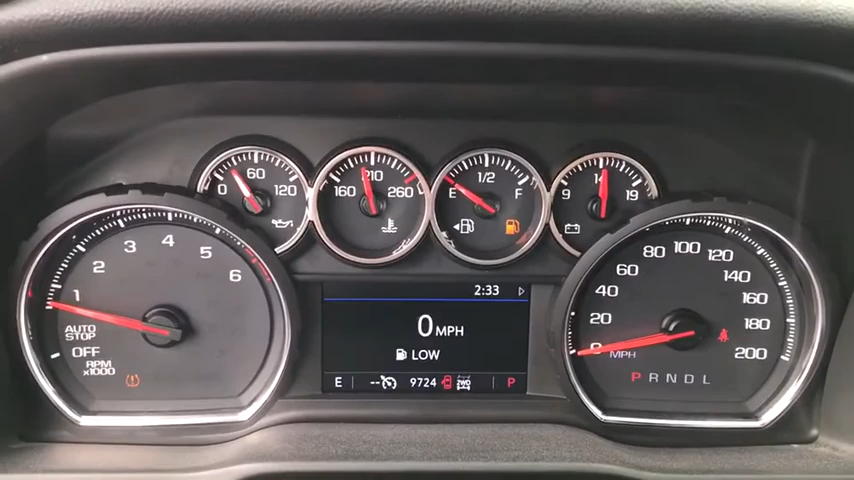 0 60 120
160 210 260
E 1/2 F
9 14 19
1 2 3 4 5 6
AUTO
STOP
OFF
RPM
x1000
2:33
0 MPH
LOW
E -- 9724 2WD P
0 20 40 60 80 100 120 140 160 180 200
MPH
P R N D L